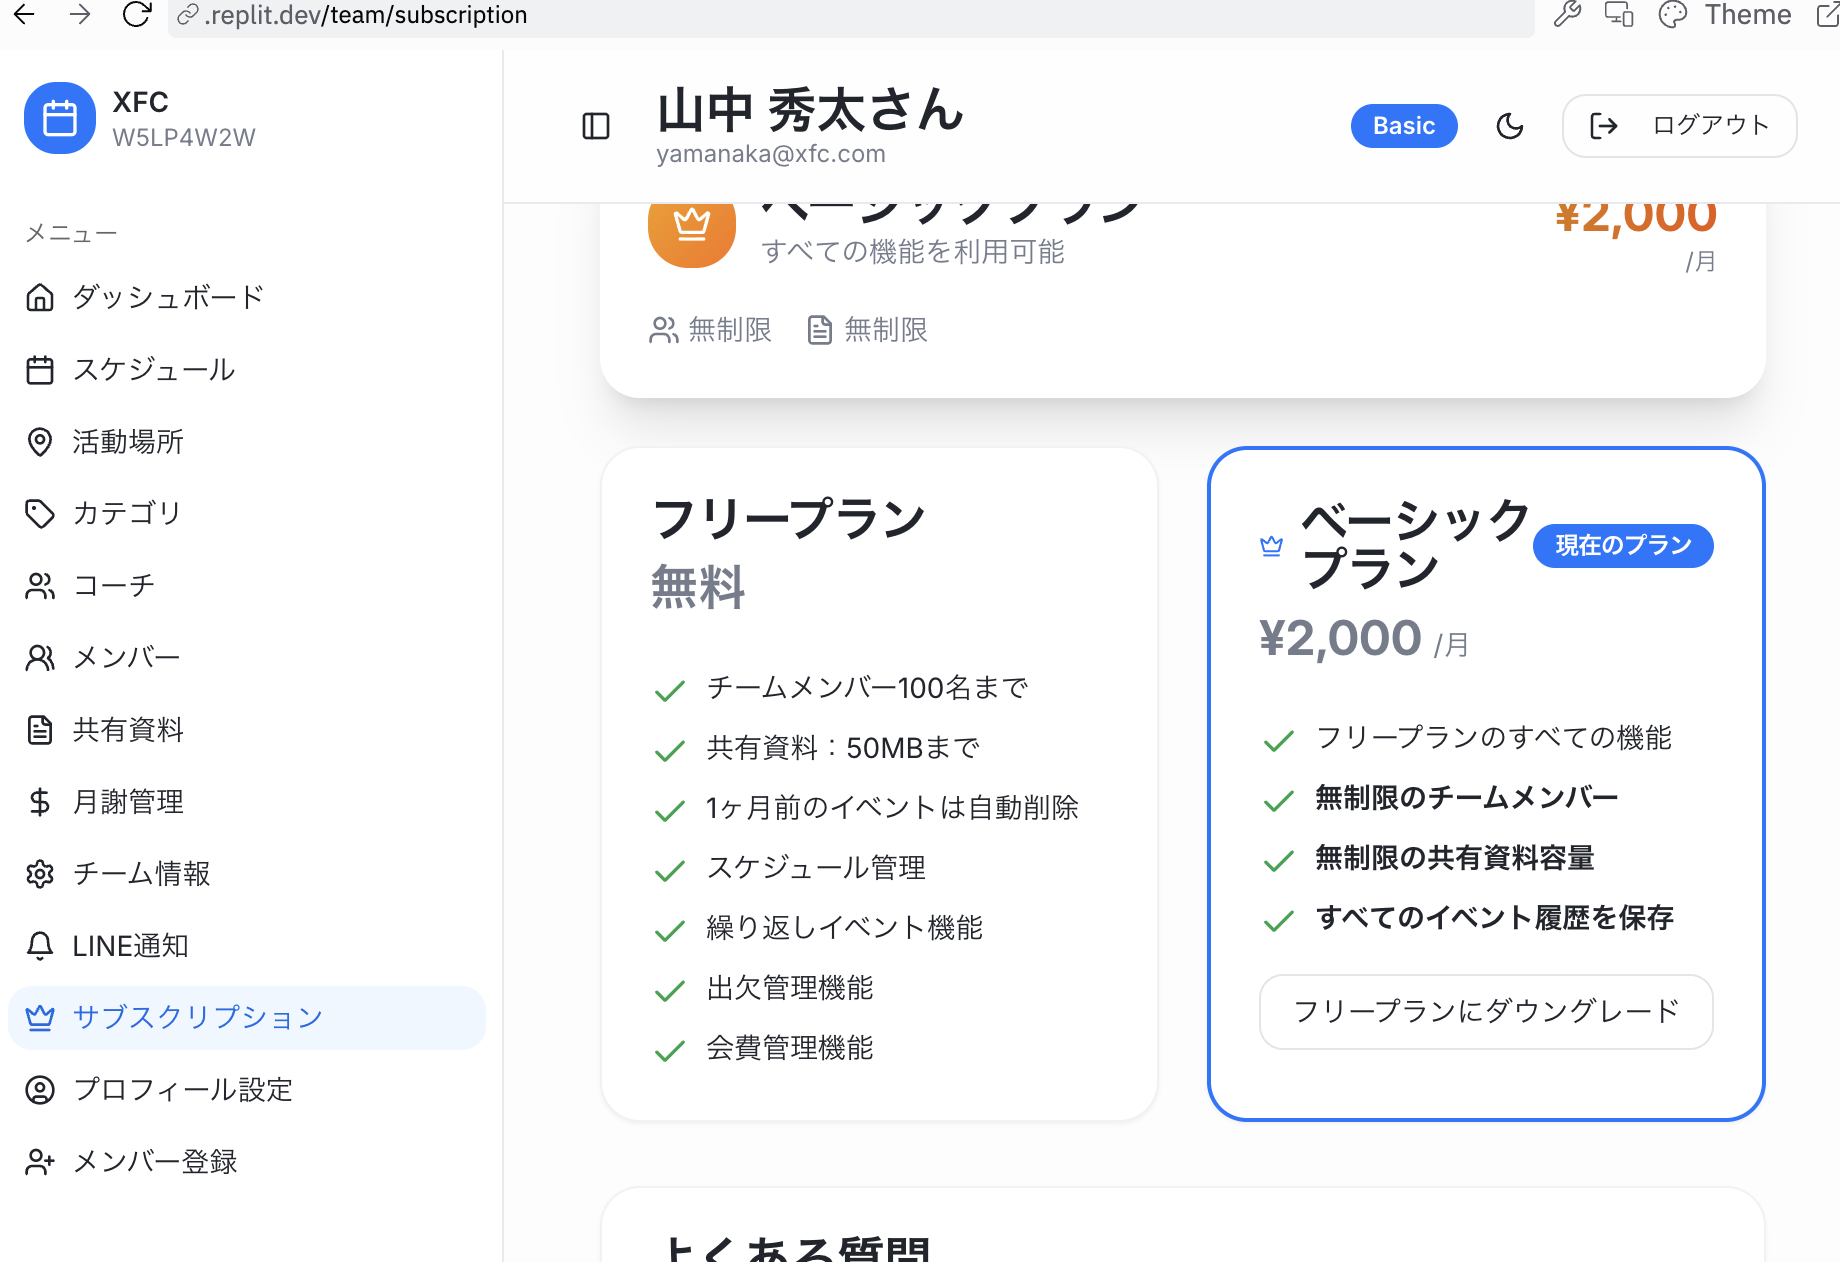 .replit.dev/team/subscription
Theme
XFC
W5LP4W2W
メニュー
ダッシュボード
スケジュール
活動場所
カテゴリ
コーチ
メンバー
共有資料
月謝管理
チーム情報
LINE通知
サブスクリプション
プロフィール設定
メンバー登録
山中 秀太さん
yamanaka@xfc.com
Basic
ログアウト
ベーシックプラン
すべての機能を利用可能
¥2,000
/月
無制限
無制限
フリープラン
無料
チームメンバー100名まで
共有資料：50MBまで
1ヶ月前のイベントは自動削除
スケジュール管理
繰り返しイベント機能
出欠管理機能
会費管理機能
ベーシック
プラン
現在のプラン
¥2,000 /月
フリープランのすべての機能
無制限のチームメンバー
無制限の共有資料容量
すべてのイベント履歴を保存
フリープランにダウングレード
よくある質問